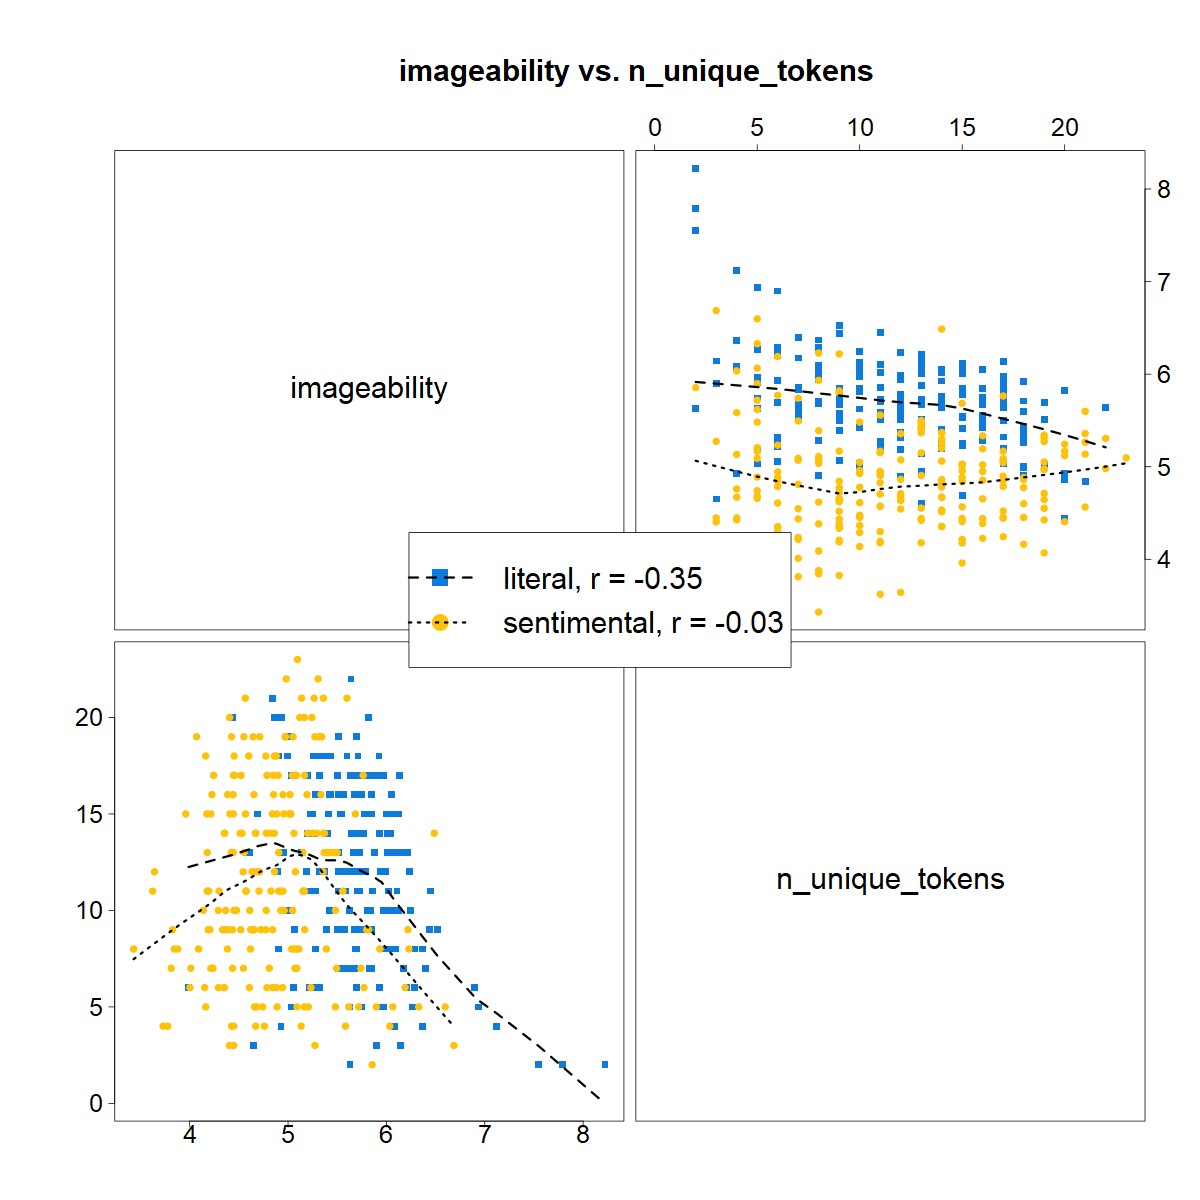 imageability vs. n_unique_tokens
0 5 10 15 20
8
7
6
5
4
imageability
literal, r = -0.35
sentimental, r = -0.03
20
15
10
5
0
n_unique_tokens
4 5 6 7 8